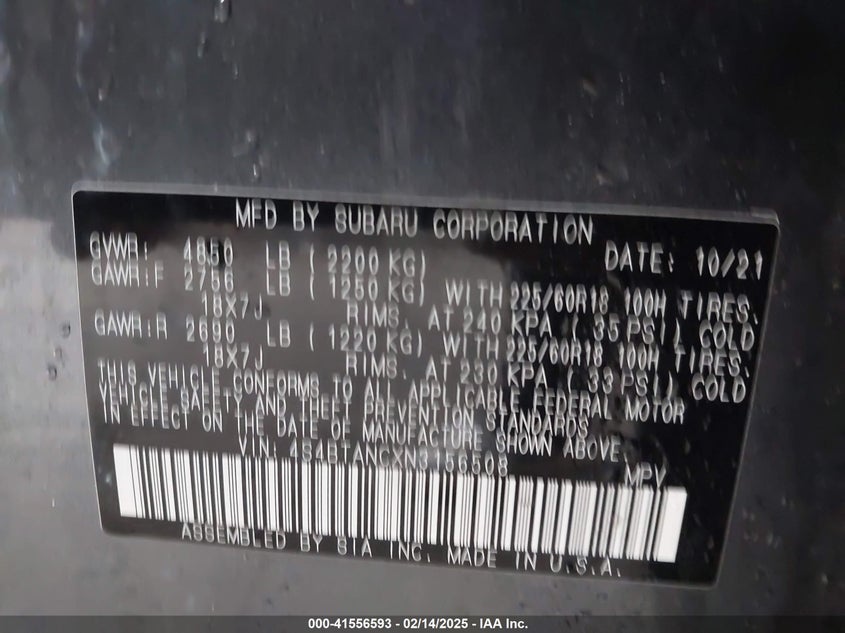 MFD BY SUBARU CORPORATION
GVWR: 4850 LB (2200 KG) DATE: 10/21
GAWR:F 2756 LB (1250 KG) WITH 225/60R18 100H TIRES.
18X7J RIMS. AT 240 KPA (35 PSI) COLD
GAWR:R 2690 LB (1220 KG) WITH 225/60R18 100H TIRES.
18X7J RIMS. AT 230 KPA (33 PSI) COLD
THIS VEHICLE CONFORMS TO ALL APPLICABLE FEDERAL MOTOR
VEHICLE SAFETY AND THEFT PREVENTION STANDARDS
IN EFFECT ON THE DATE OF MANUFACTURE SHOWN ABOVE.
VIN: 4S4BTANCXN3156508 MPV
ASSEMBLED BY SIA INC. MADE IN U.S.A.
000-41556593 - 02/14/2025 - IAA Inc.